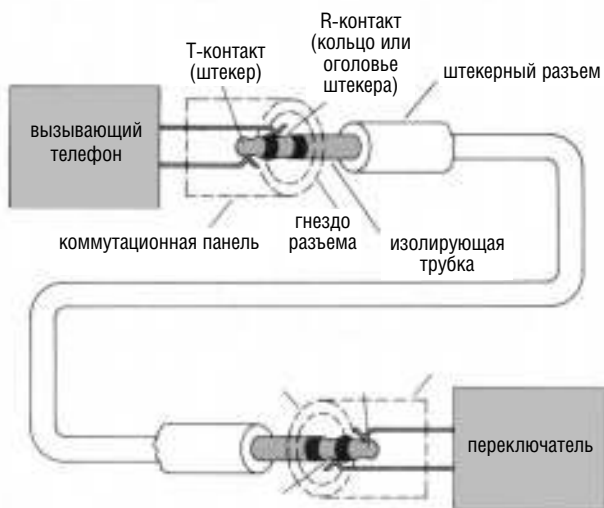 R-контакт
(кольцо или
оголовье
штекера)
Т-контакт
(штекер)
штекерный разъем
вызывающий
телефон
коммутационная панель
гнездо
разъема
изолирующая
трубка
переключатель